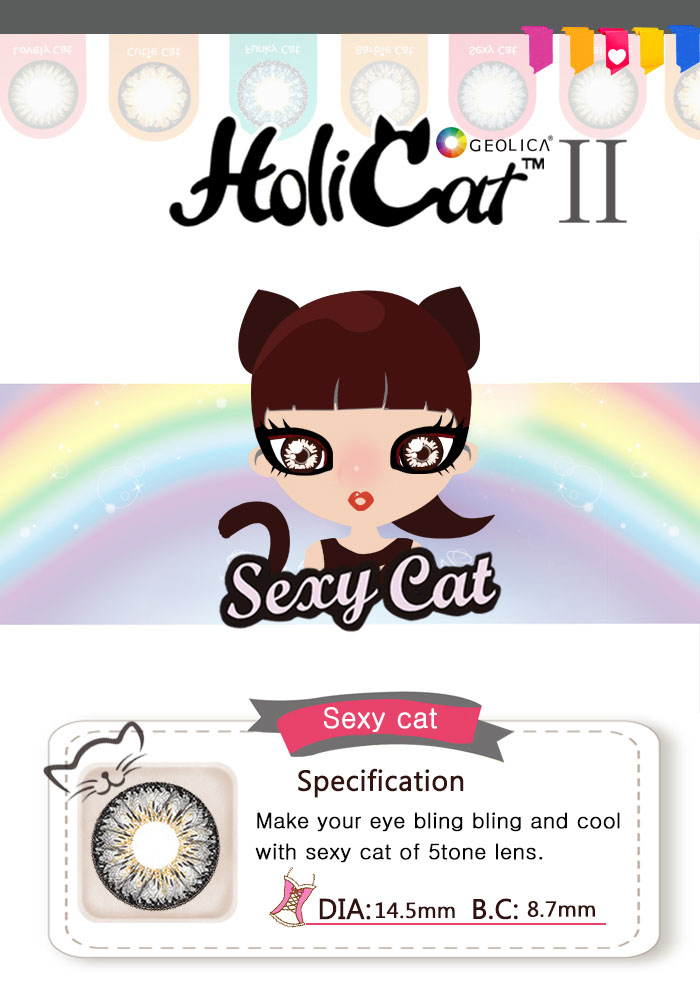 Lovely Cat
Cutie Cat
Funky Cat
Barbie Cat
Sexy Cat
HoliCat™ II
GEOLICA®
Sexy Cat
Sexy cat
Specification
Make your eye bling bling and cool
with sexy cat of 5tone lens.
DIA: 14.5mm B.C: 8.7mm